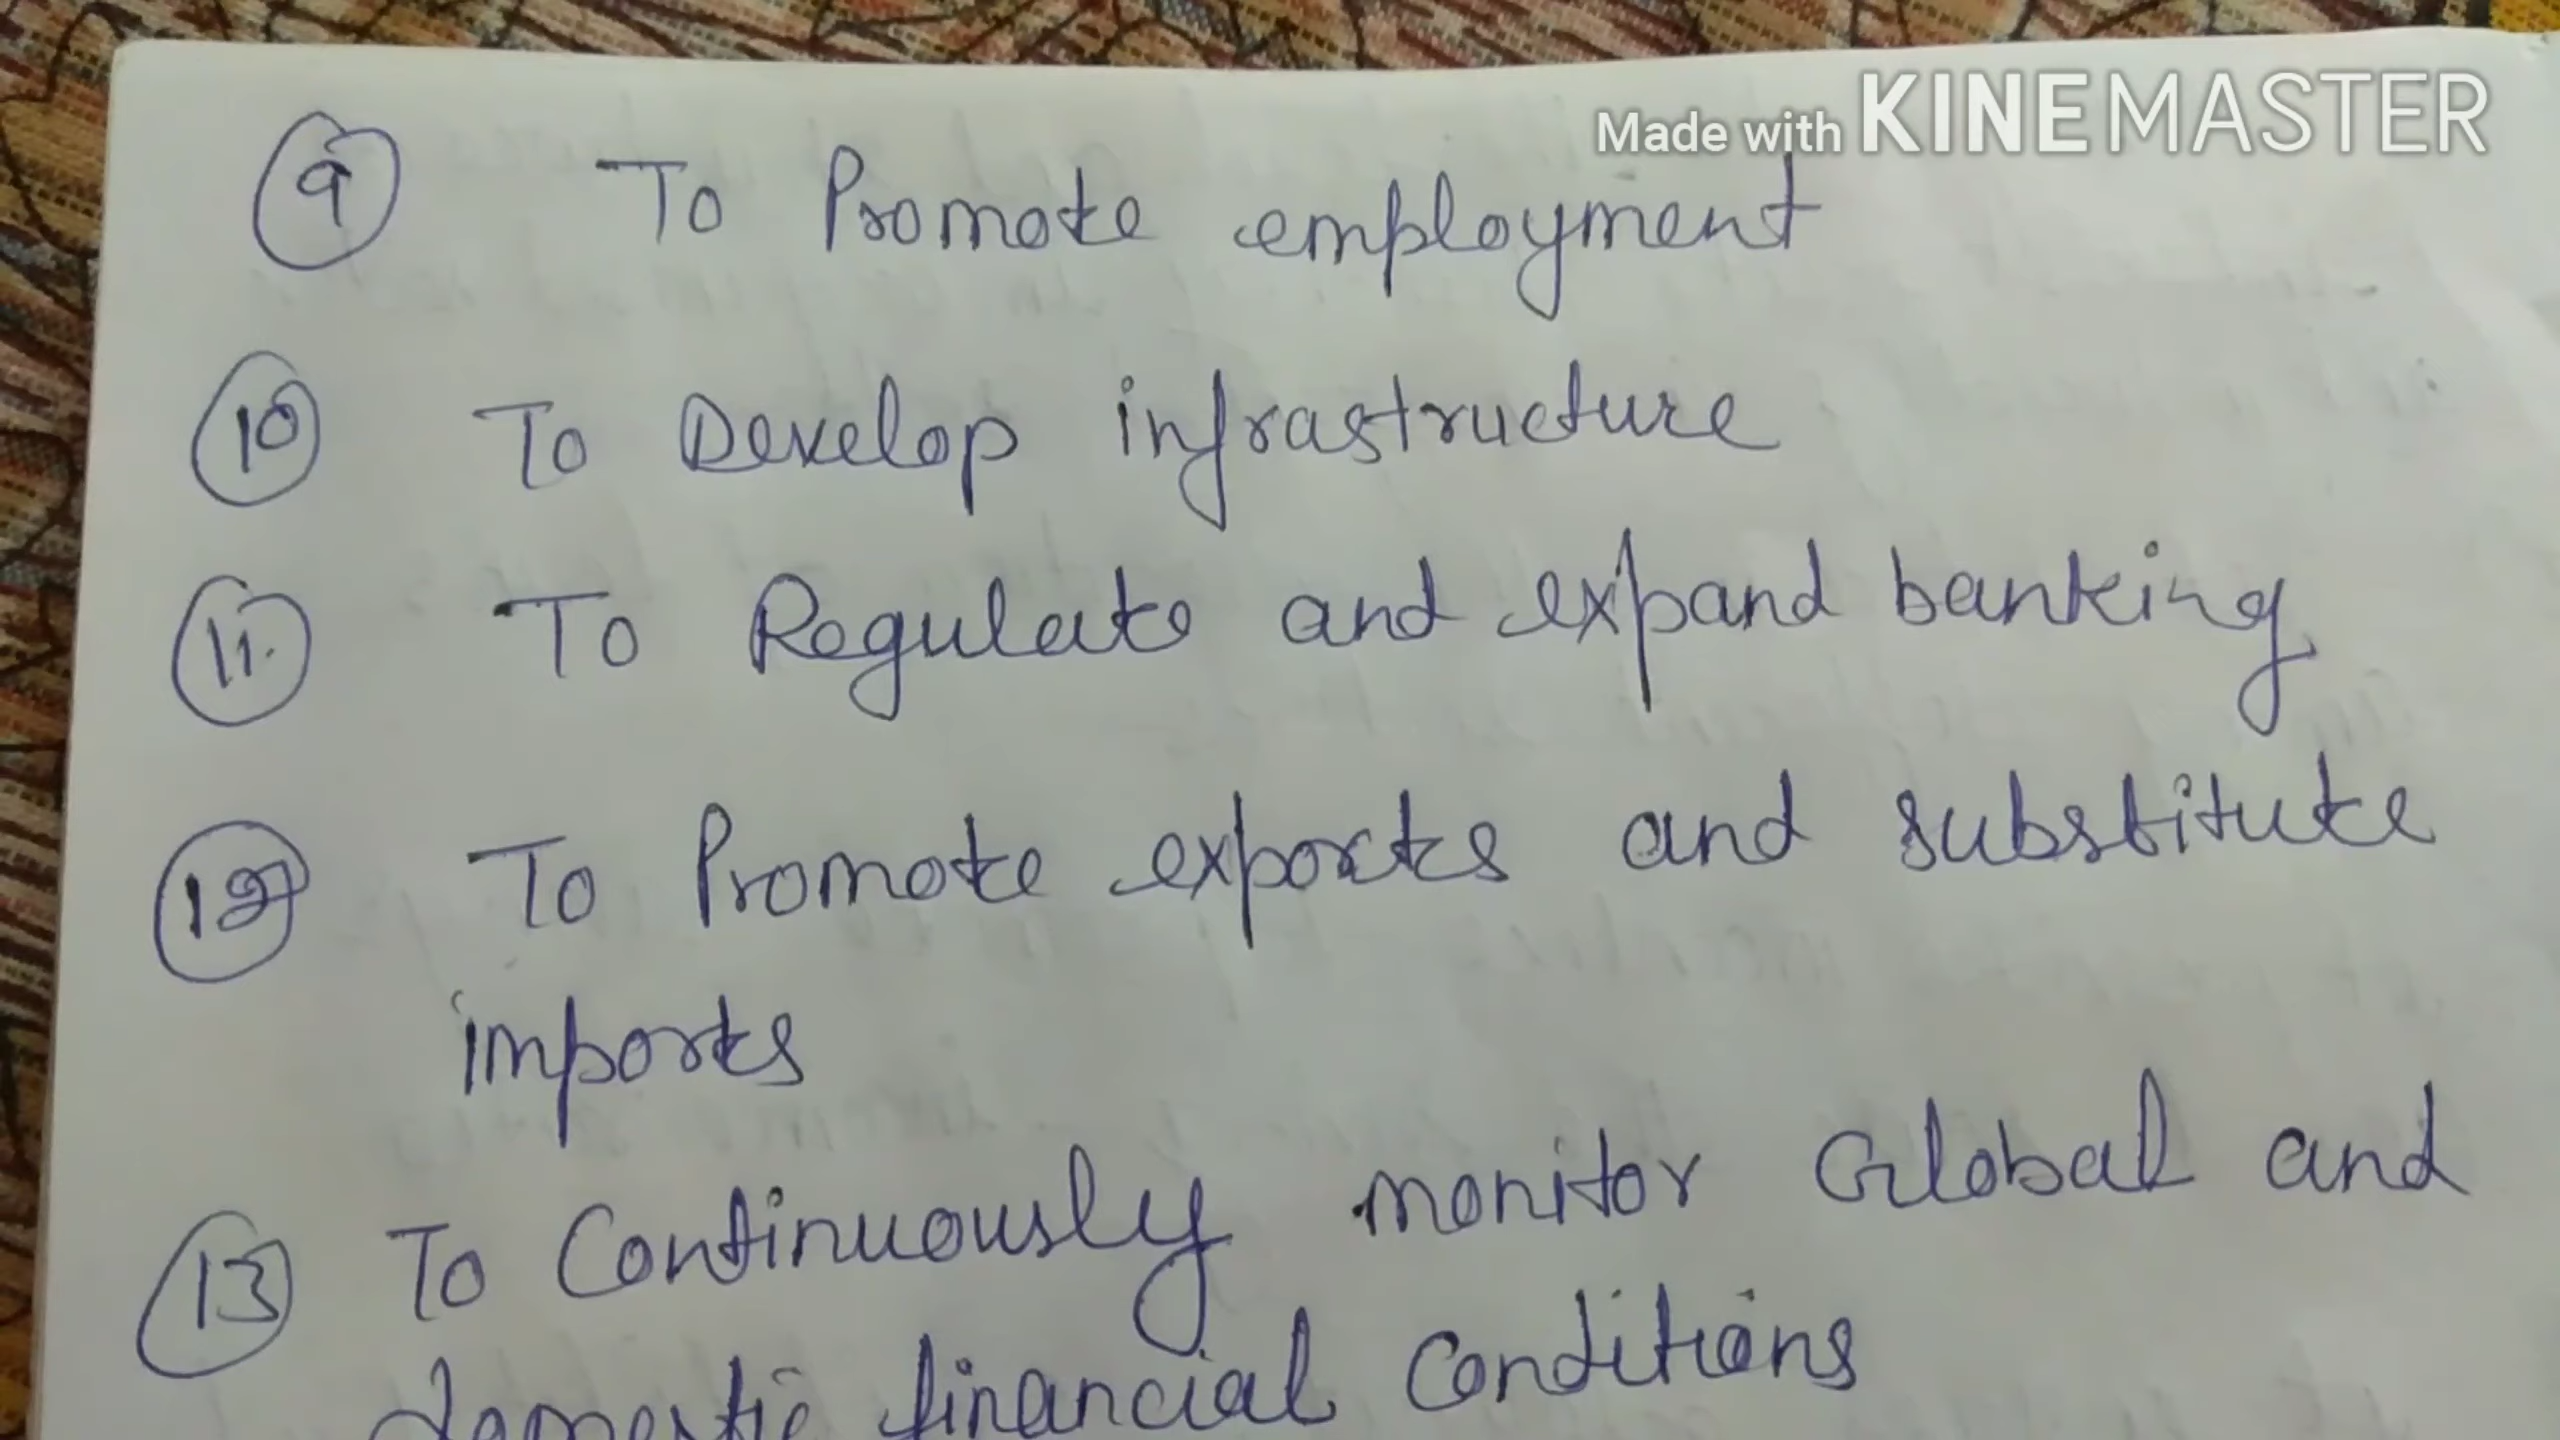 Made with KINEMASTER
9 To Promote employment
10 To Develop infrastructure
11. To Regulate and expand banking
12 To Promote exports and substitute
imports
13 To Continuously monitor Global and
domestic financial Conditions